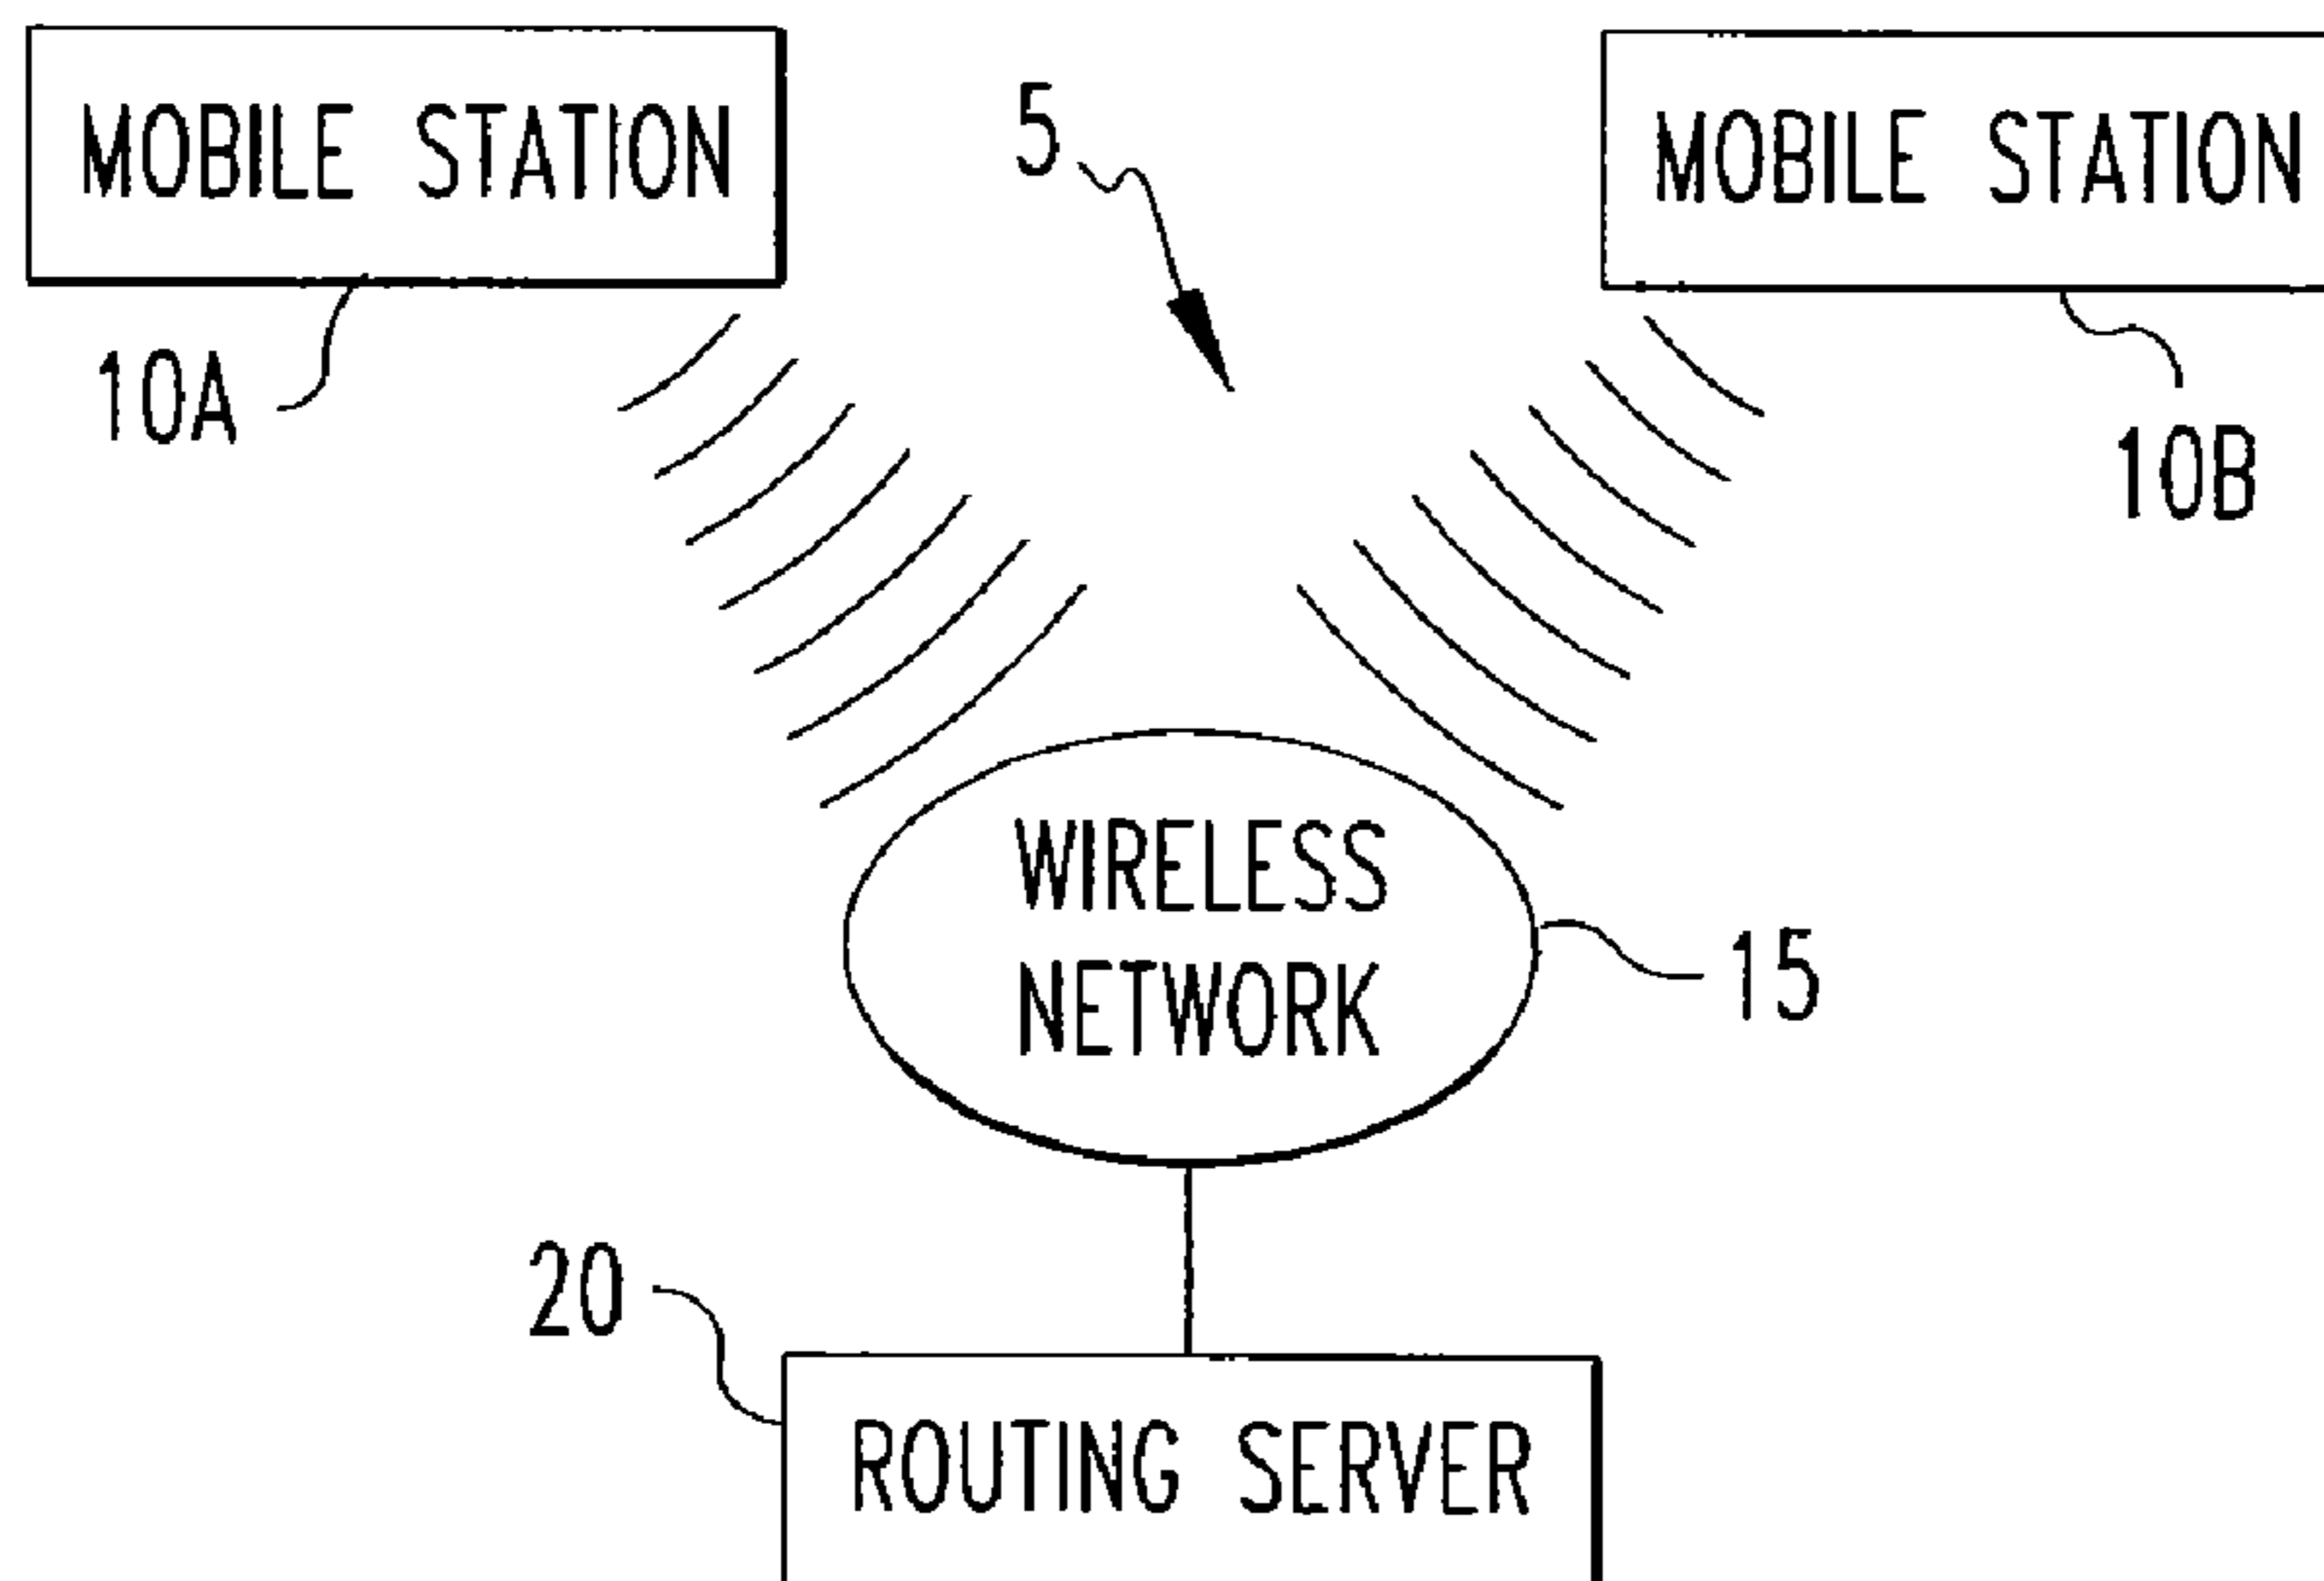 MOBILE STATION
5
MOBILE STATION
10A
10B
WIRELESS
NETWORK
15
20
ROUTING SERVER